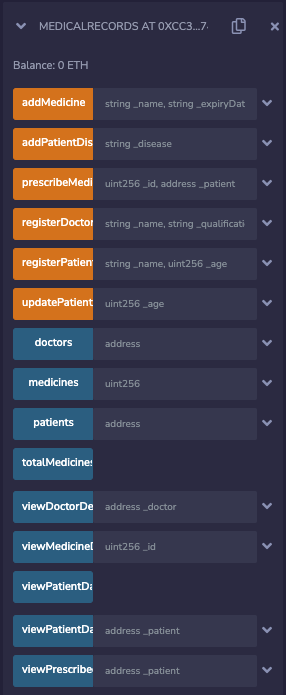 MEDICALRECORDS AT 0XCC3...74
Balance: 0 ETH
addMedicine string _name, string _expiryDat
addPatientDis string _disease
prescribeMedi uint256 _id, address _patient
registerDoctor string _name, string _qualificati
registerPatient string _name, uint256 _age
updatePatient uint256 _age
doctors address
medicines uint256
patients address
totalMedicines
viewDoctorDe address _doctor
viewMedicineD uint256 _id
viewPatientDa
viewPatientDa address _patient
viewPrescribe address _patient